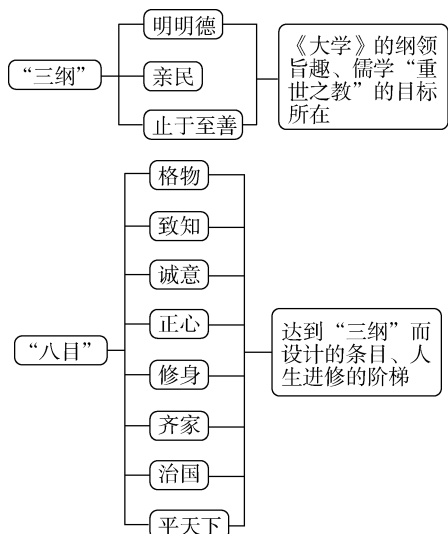 “三纲”
明明德
亲民
止于至善
《大学》的纲领
旨趣、儒学“重
世之教”的目标
所在
“八目”
格物
致知
诚意
正心
修身
齐家
治国
平天下
达到“三纲”而
设计的条目、人
生进修的阶梯